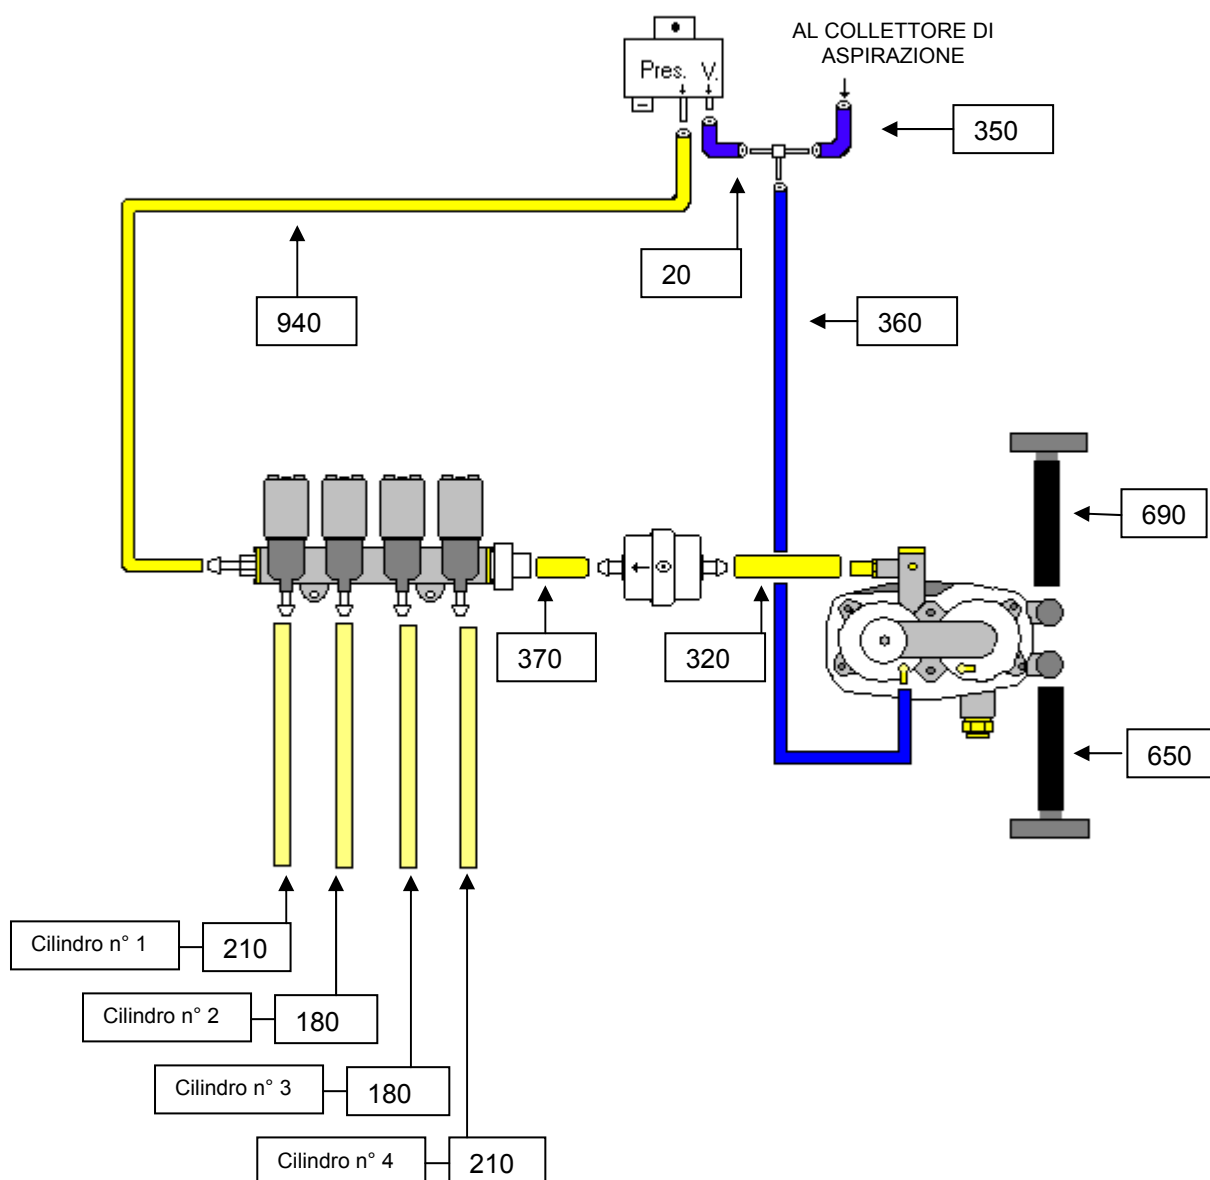 AL COLLETTORE DI
ASPIRAZIONE
Pres. V.
350
20
940
360
690
370
320
650
Cilindro n° 1
210
Cilindro n° 2
180
Cilindro n° 3
180
Cilindro n° 4
210